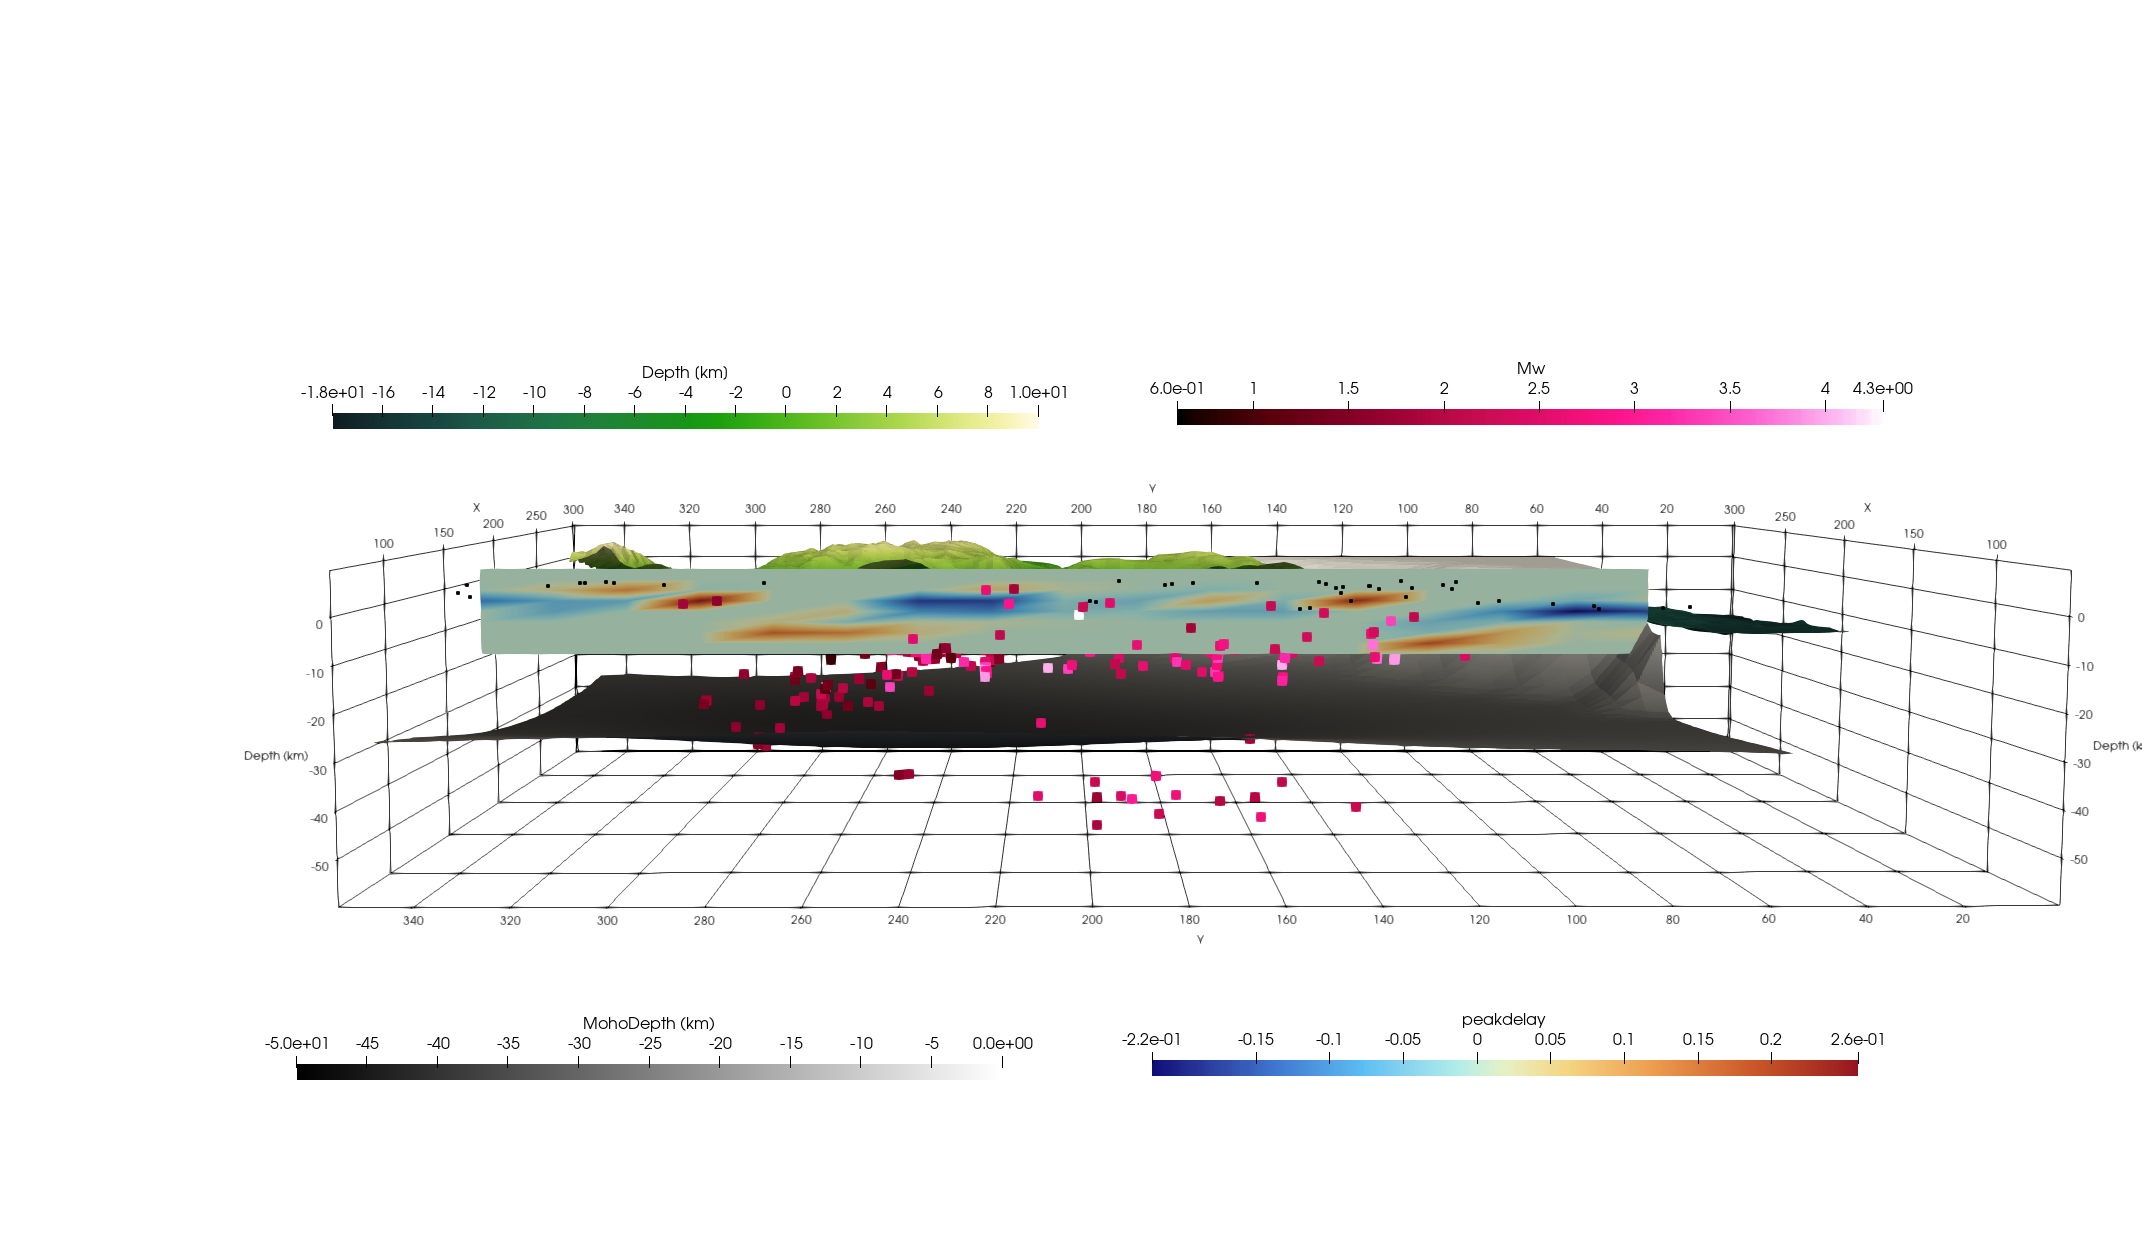 Depth (km)
-1.8e+01 -16 -14 -12 -10 -8 -6 -4 -2 0 2 4 6 8 1.0e+01
Mw
6.0e-01 1 1.5 2 2.5 3 3.5 4 4.3e+00
Y
X 300 340 320 300 280 260 240 220 200 180 160 140 120 100 80 60 40 20 300 X
100 150 200 250
250 200 150 100
0
-10
-20
Depth (km)
-30
-40
-50
0
-10
-20
Depth (k
-30
-40
-50
340 320 300 280 260 240 220 200 180 160 140 120 100 80 60 40 20
Y
MohoDepth (km)
-5.0e+01 -45 -40 -35 -30 -25 -20 -15 -10 -5 0.0e+00
peakdelay
-2.2e-01 -0.15 -0.1 -0.05 0 0.05 0.1 0.15 0.2 2.6e-01